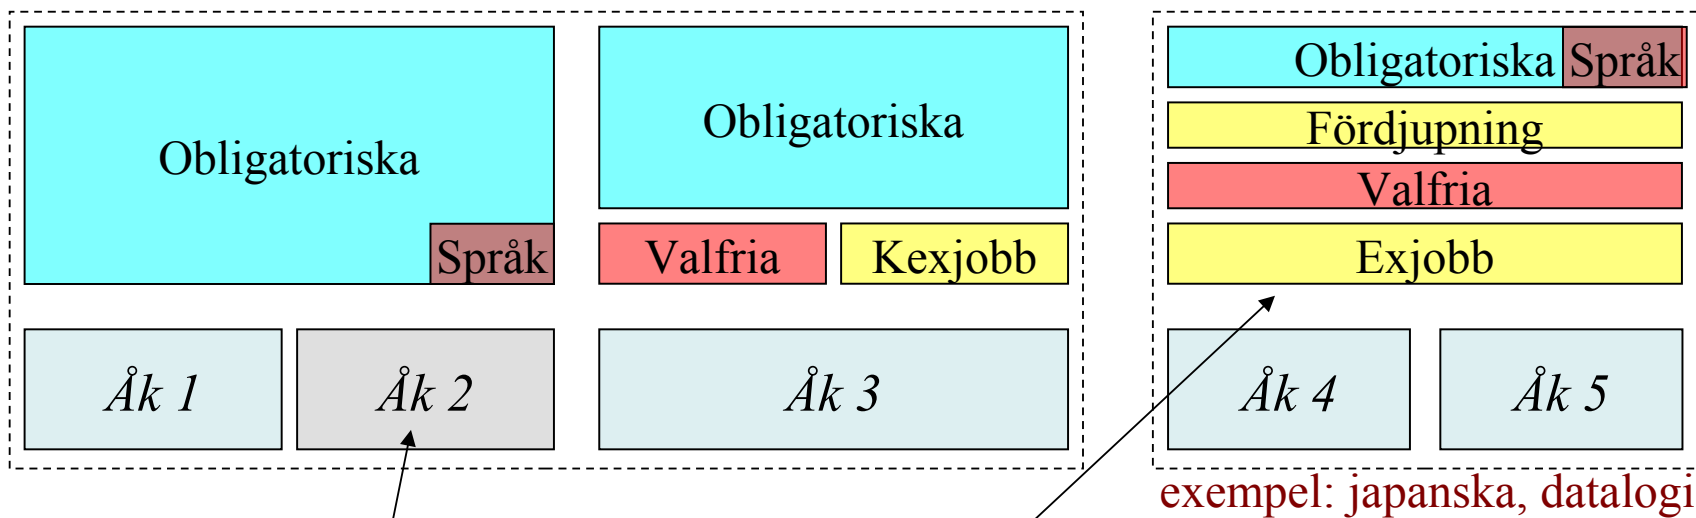 Obligatoriska
Språk
Obligatoriska
Valfria
Kexjobb
Obligatoriska
Språk
Fördjupning
Valfria
Exjobb
Åk 1
Åk 2
Åk 3
Åk 4
Åk 5
exempel: japanska, datalogi